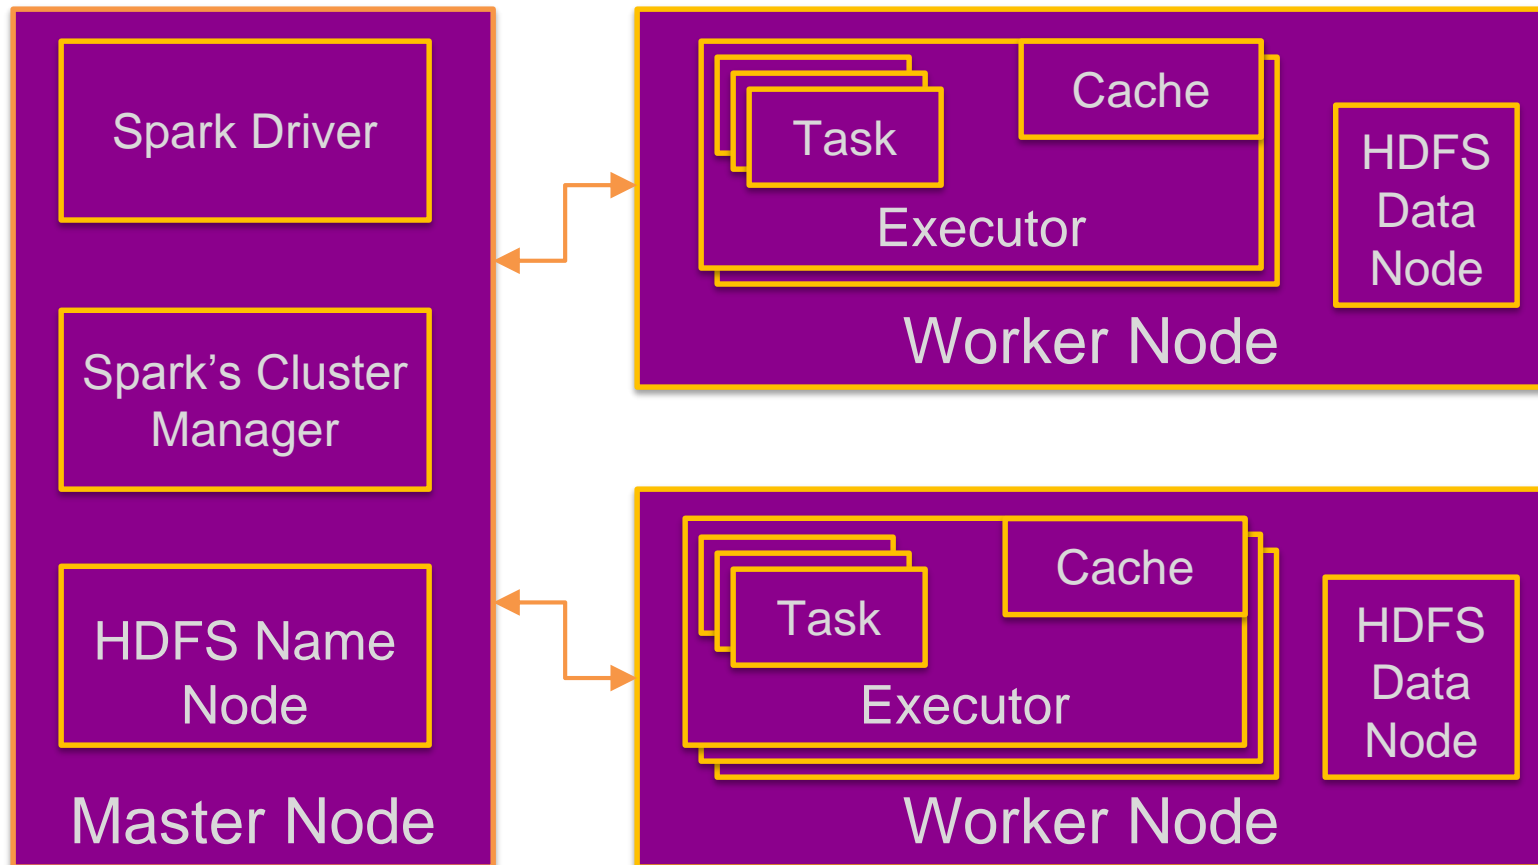 Spark Driver
Spark’s Cluster
Manager
HDFS Name
Node
Master Node
Cache
Task
Executor
HDFS
Data
Node
Worker Node
Cache
Task
Executor
HDFS
Data
Node
Worker Node